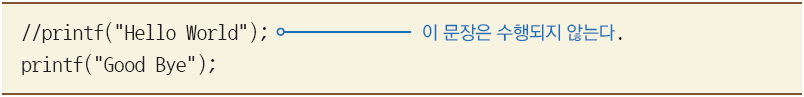 //printf("Hello World"); 이 문장은 수행되지 않는다.
printf("Good Bye");